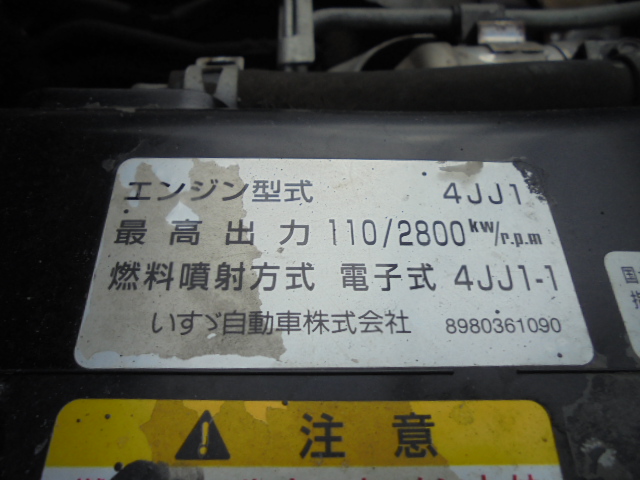 エンジン型式 4JJ1
最高出力 110/2800 kw/r.p.m
燃料噴射方式 電子式 4JJ1-1
いすゞ自動車株式会社 8980361090
国
指
注意